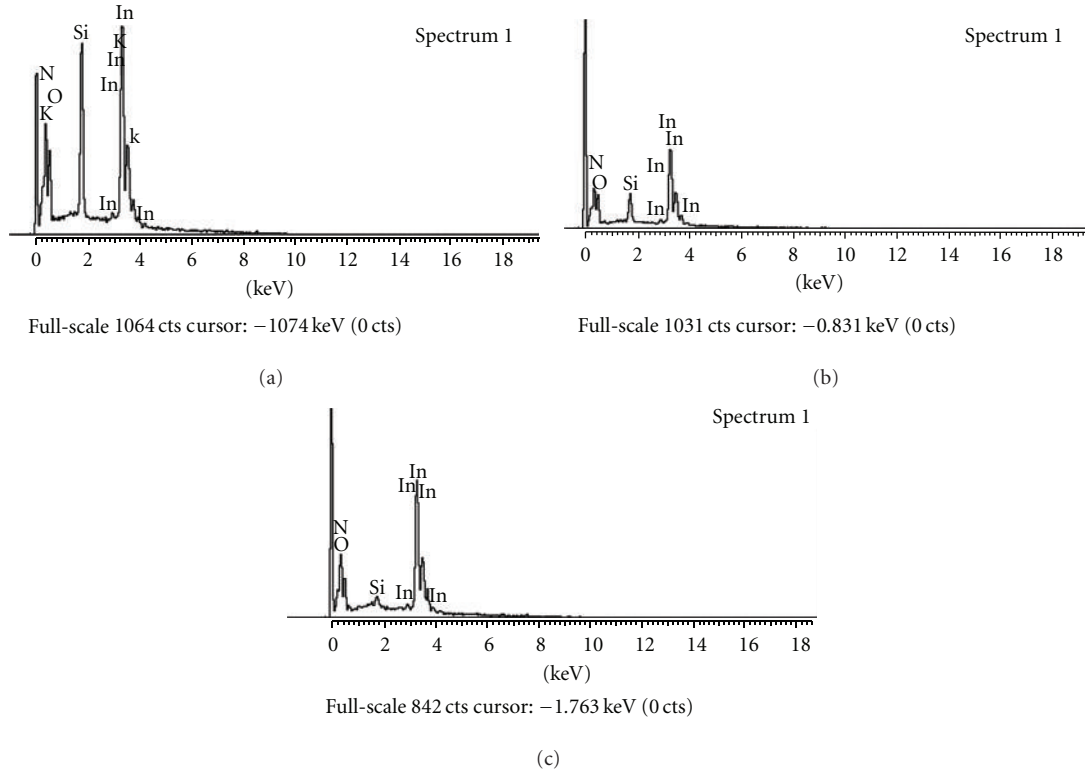 Spectrum 1
In
Si
K
In
N
In
O
K
k
In
In
0 2 4 6 8 10 12 14 16 18
(keV)
Full-scale 1064 cts cursor: −1074 keV (0 cts)
(a)
Spectrum 1
In
In
N
In
O
Si
In
In
0 2 4 6 8 10 12 14 16 18
(keV)
Full-scale 1031 cts cursor: −0.831 keV (0 cts)
(b)
Spectrum 1
In
In
In
N
O
Si
In
In
0 2 4 6 8 10 12 14 16 18
(keV)
Full-scale 842 cts cursor: −1.763 keV (0 cts)
(c)